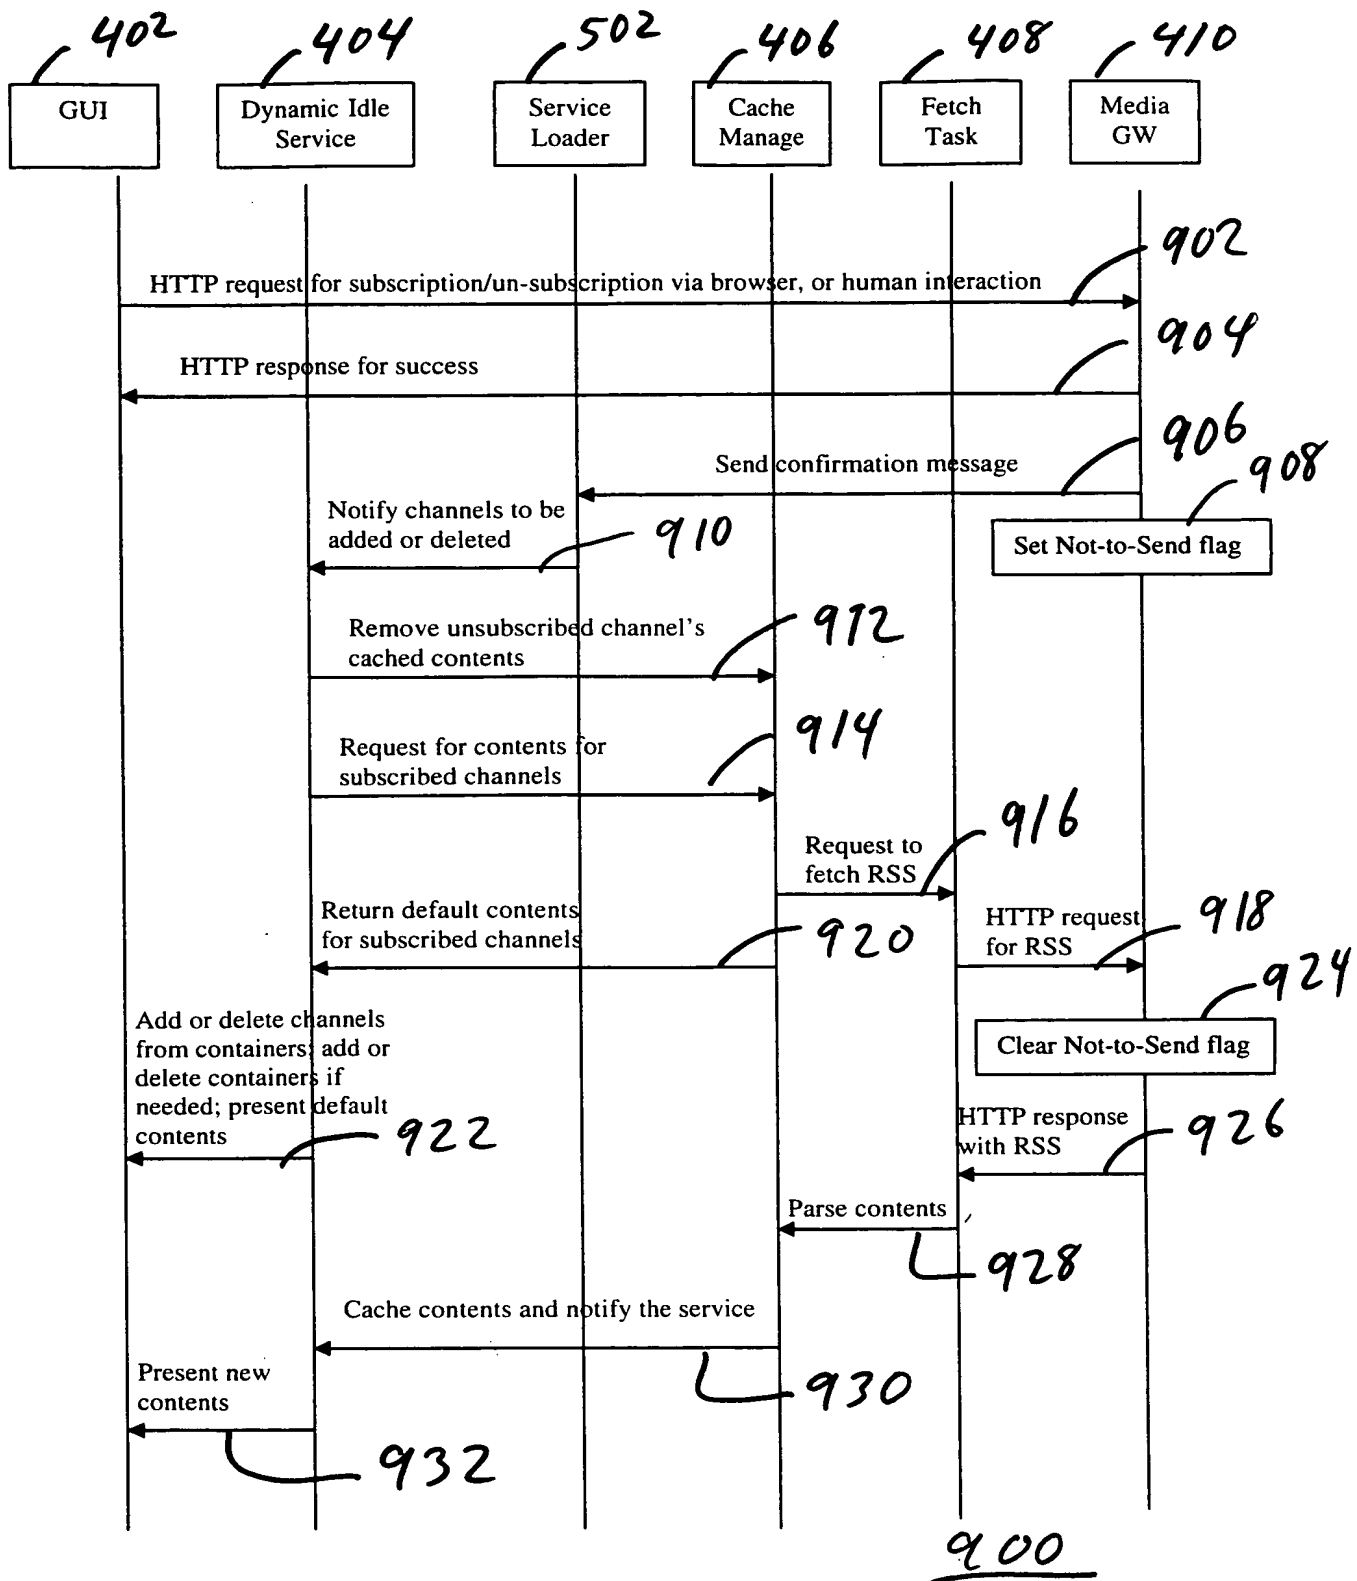 402
404
502
406
408
410
GUI
Dynamic Idle
Service
Service
Loader
Cache
Manage
Fetch
Task
Media
GW
902
HTTP request for subscription/un-subscription via browser, or human interaction
904
HTTP response for success
906
Send confirmation message
908
Set Not-to-Send flag
Notify channels to be
added or deleted
910
Remove unsubscribed channel's
cached contents
912
Request for contents for
subscribed channels
914
Request to
fetch RSS
916
Return default contents
for subscribed channels
920
HTTP request
for RSS
918
924
Clear Not-to-Send flag
Add or delete channels
from containers; add or
delete containers if
needed; present default
contents
922
HTTP response
with RSS
926
Parse contents
928
Cache contents and notify the service
930
Present new
contents
932
900